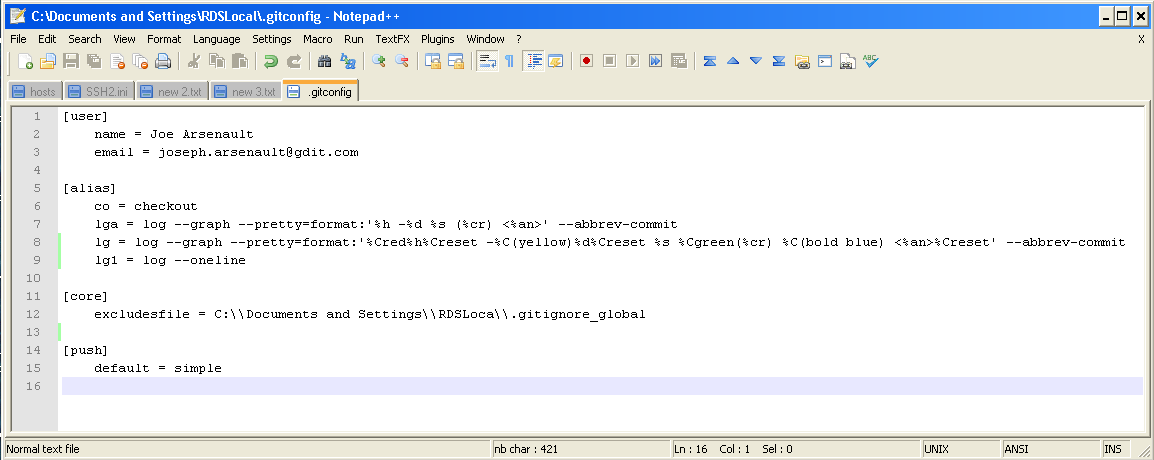 C:\Documents and Settings\RDSLocal\.gitconfig - Notepad++
File Edit Search View Format Language Settings Macro Run TextFX Plugins Window ? X
hosts SSH2.ini new 2.txt new 3.txt .gitconfig
1 [user]
2 name = Joe Arsenault
3 email = joseph.arsenault@gdit.com
4
5 [alias]
6 co = checkout
7 lga = log --graph --pretty=format:'%h -%d %s (%cr) <%an>' --abbrev-commit
8 lg = log --graph --pretty=format:'%Cred%h%Creset -%C(yellow)%d%Creset %s %Cgreen(%cr) %C(bold blue) <%an>%Creset' --abbrev-commit
9 lg1 = log --oneline
10
11 [core]
12 excludesfile = C:\\Documents and Settings\\RDSLoca\\.gitignore_global
13
14 [push]
15 default = simple
16
Normal text file nb char : 421 Ln : 16 Col : 1 Sel : 0 UNIX ANSI INS